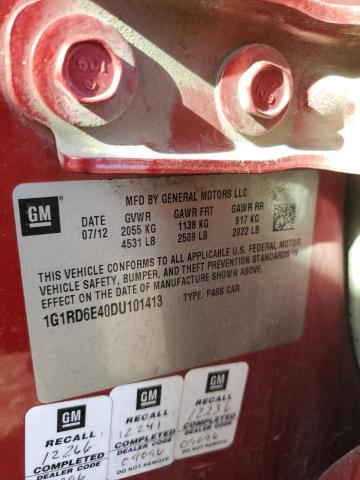 GM
MFD BY GENERAL MOTORS LLC
DATE GVWR GAWR FRT GAWR RR
07/12 2055 KG 1138 KG 917 KG
4531 LB 2509 LB 2022 LB
THIS VEHICLE CONFORMS TO ALL APPLICABLE U.S. FEDERAL MOTOR
VEHICLE SAFETY, BUMPER, AND THEFT PREVENTION STANDARDS IN
EFFECT ON THE DATE OF MANUFACTURE SHOWN ABOVE.
1G1RD6E40DU101413 TYPE: PASS CAR
GM
RECALL
12266
COMPLETED
DEALER CODE
GM
RECALL
12241
COMPLETED
DEALER CODE
09096
DO NOT REMOVE
GM
RECALL
12236
COMPLETED
DEALER CODE
09096
DO NOT REMOVE